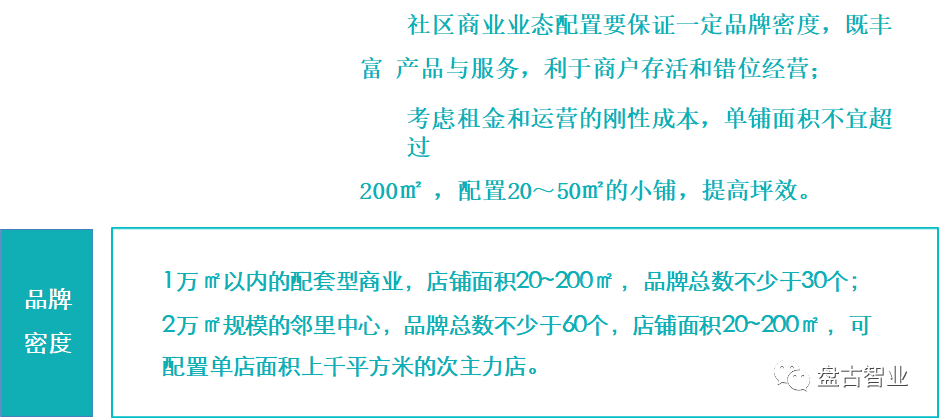 社区商业业态配置要保证一定品牌密度，既丰
富 产品与服务，利于商户存活和错位经营；
考虑租金和运营的刚性成本，单铺面积不宜超
过
200㎡ ，配置20～50㎡的小铺，提高坪效。
品牌
密度
1万㎡以内的配套型商业，店铺面积20~200㎡ ，品牌总数不少于30个；
2万㎡规模的邻里中心，品牌总数不少于60个，店铺面积20~200㎡ ，可
配置单店面积上千平方米的次主力店。
盘古智业